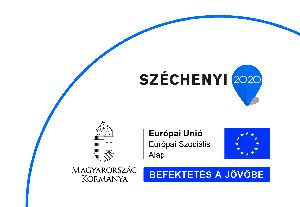 SZÉCHENYI 2020
Európai Unió
Európai Szociális
Alap
MAGYARORSZÁG
KORMÁNYA
BEFEKTETÉS A JÖVŐBE